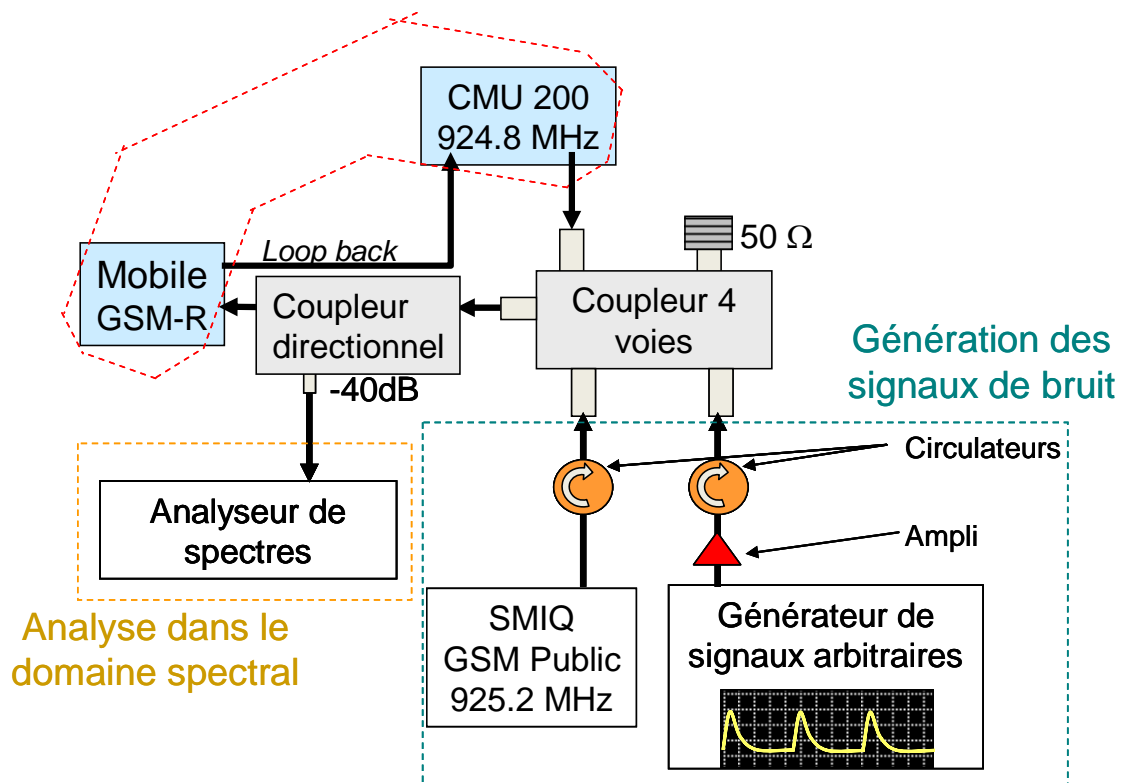 CMU 200
924.8 MHz
50 Ω
Loop back
Mobile
GSM-R
Coupleur
directionnel
Coupleur 4
voies
-40dB
Génération des
signaux de bruit
Circulateurs
Analyseur de
spectres
Ampli
Analyse dans le
domaine spectral
SMIQ
GSM Public
925.2 MHz
Générateur de
signaux arbitraires